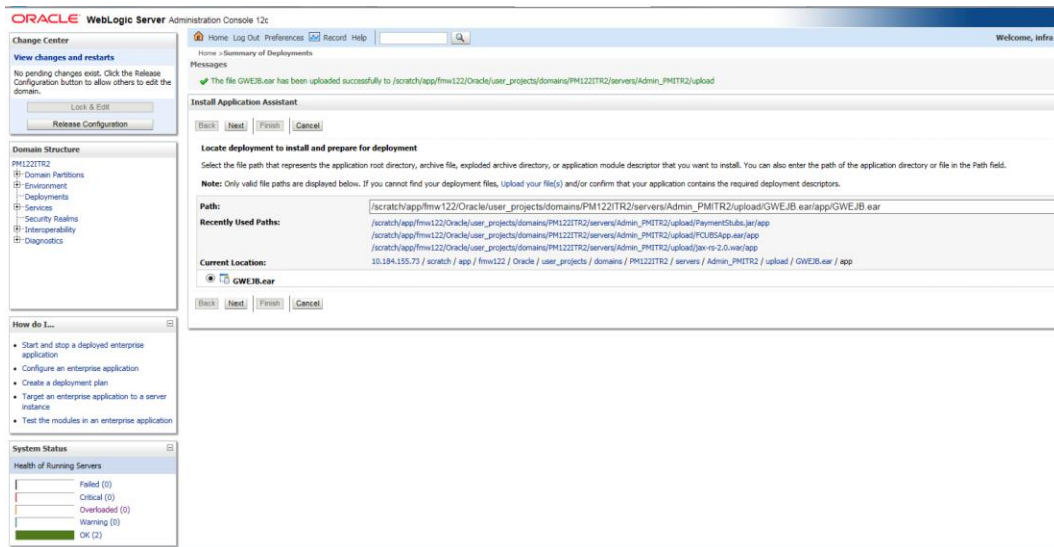 ORACLE WebLogic Server Administration Console 12c
Change Center
View changes and restarts
No pending changes exist. Click the Release
Configuration button to allow others to edit the
domain.
Lock & Edit
Release Configuration
Domain Structure
PM122ITR2
Domain Partitions
Environment
Deployments
Services
Security Realms
Interoperability
Diagnostics
How do I...
Start and stop a deployed enterprise
application
Configure an enterprise application
Create a deployment plan
Target an enterprise application to a server
instance
Test the modules in an enterprise application
System Status
Health of Running Servers
Failed (0)
Critical (0)
Overloaded (0)
Warning (0)
OK (2)
Home Log Out Preferences Record Help
Welcome, infra
Home >Summary of Deployments
Messages
The file GWEJB.ear has been uploaded successfully to /scratch/app/fmw122/Oracle/user_projects/domains/PM122ITR2/servers/Admin_PMITR2/upload
Install Application Assistant
Back Next Finish Cancel
Locate deployment to install and prepare for deployment
Select the file path that represents the application root directory, archive file, exploded archive directory, or application module descriptor that you want to install. You can also enter the path of the application directory or file in the Path field.
Note: Only valid file paths are displayed below. If you cannot find your deployment files, Upload your file(s) and/or confirm that your application contains the required deployment descriptors.
Path: /scratch/app/fmw122/Oracle/user_projects/domains/PM122ITR2/servers/Admin_PMITR2/upload/GWEJB.ear/app/GWEJB.ear
Recently Used Paths: /scratch/app/fmw122/Oracle/user_projects/domains/PM122ITR2/servers/Admin_PMITR2/upload/PaymentStubs.jar/app
/scratch/app/fmw122/Oracle/user_projects/domains/PM122ITR2/servers/Admin_PMITR2/upload/FCUBSApp.ear/app
/scratch/app/fmw122/Oracle/user_projects/domains/PM122ITR2/servers/Admin_PMITR2/upload/jax-rs-2.0.war/app
Current Location: 10.184.155.73 / scratch / app / fmw122 / Oracle / user_projects / domains / PM122ITR2 / servers / Admin_PMITR2 / upload / GWEJB.ear / app
GWEJB.ear
Back Next Finish Cancel